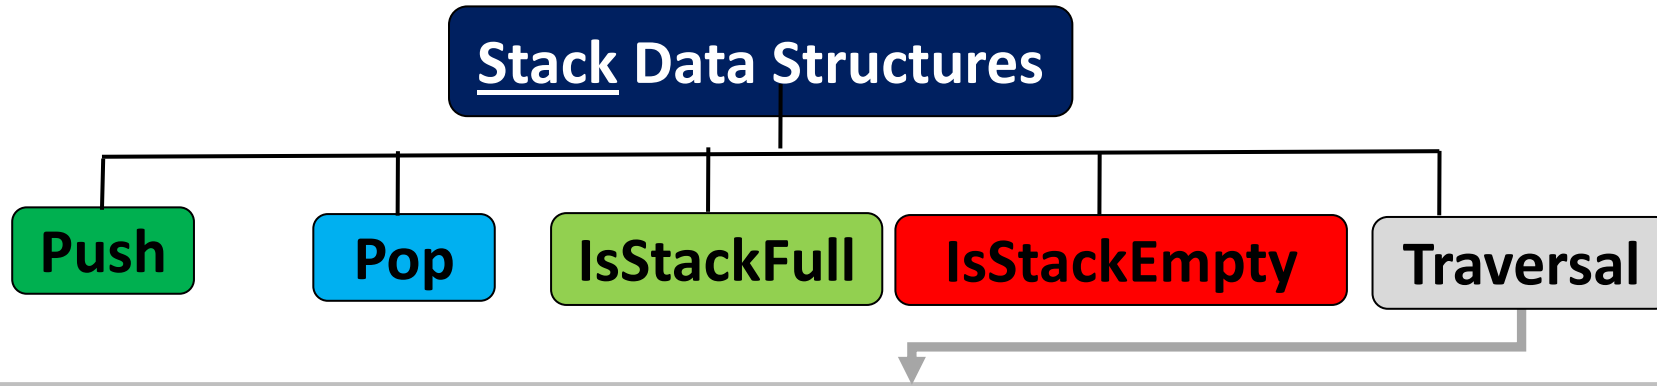 Stack Data Structures
Push
Pop
IsStackFull
IsStackEmpty
Traversal